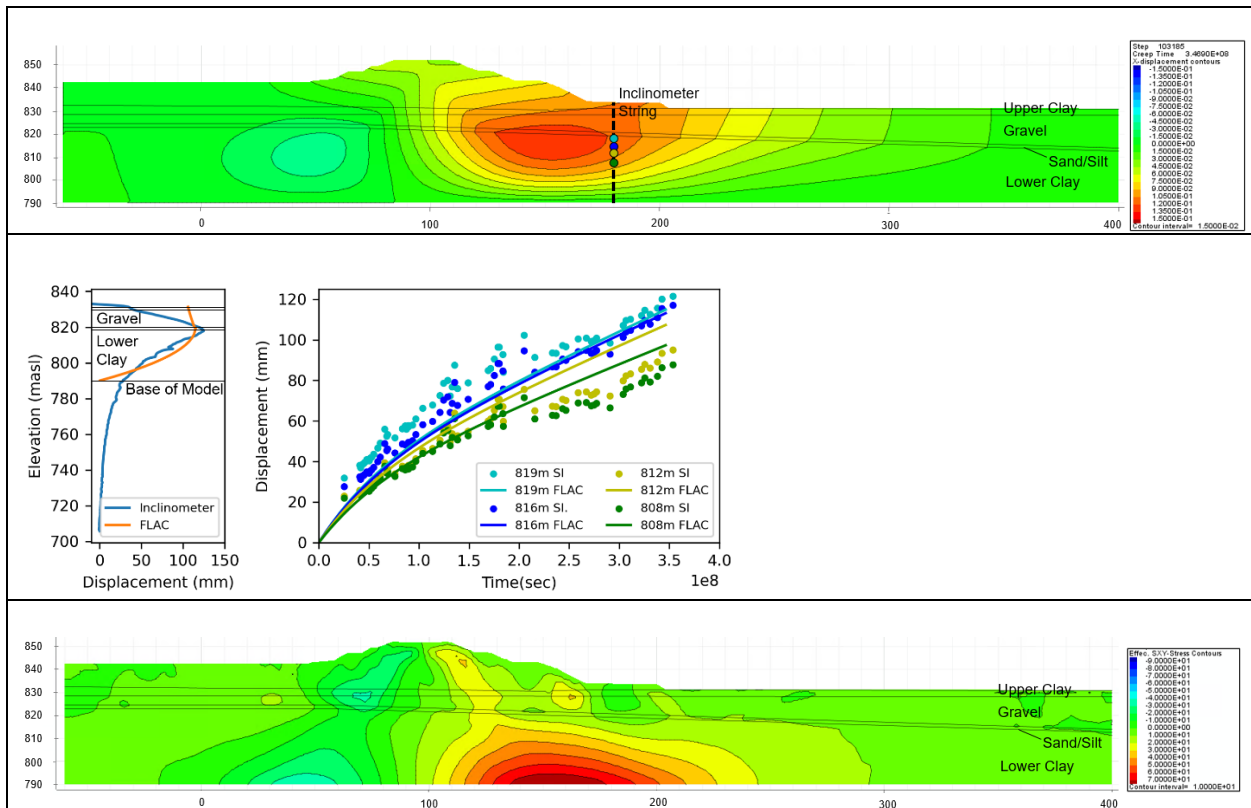 Step 103185
Creep Time 3.4690E+08
X-displacement contours
-1.5000E-01
-1.3500E-01
-1.2000E-01
-1.0500E-01
-9.0000E-02
-7.5000E-02
-6.0000E-02
-4.5000E-02
-3.0000E-02
-1.5000E-02
0.0000E+00
1.5000E-02
3.0000E-02
4.5000E-02
6.0000E-02
7.5000E-02
9.0000E-02
1.0500E-01
1.2000E-01
1.3500E-01
1.5000E-01
Contour interval= 1.5000E-02
850
840
830
820
810
800
790
0
100
200
300
400
Inclinometer
String
Upper Clay
Gravel
Sand/Silt
Lower Clay
Elevation (masl)
840
820
800
780
760
740
720
700
Gravel
Lower
Clay
Base of Model
Inclinometer
FLAC
0 50 100 150
Displacement (mm)
Displacement (mm)
120
100
80
60
40
20
0
819m SI
819m FLAC
816m SI.
816m FLAC
812m SI
812m FLAC
808m SI
808m FLAC
0.0 0.5 1.0 1.5 2.0 2.5 3.0 3.5 4.0
Time(sec)
1e8
850
840
830
820
810
800
790
0
100
200
300
400
Upper Clay
Gravel
Sand/Silt
Lower Clay
Effec. SXY-Stress Contours
-9.0000E+01
-8.0000E+01
-7.0000E+01
-6.0000E+01
-5.0000E+01
-4.0000E+01
-3.0000E+01
-2.0000E+01
-1.0000E+01
0.0000E+00
1.0000E+01
2.0000E+01
3.0000E+01
4.0000E+01
5.0000E+01
6.0000E+01
7.0000E+01
Contour interval= 1.0000E+01